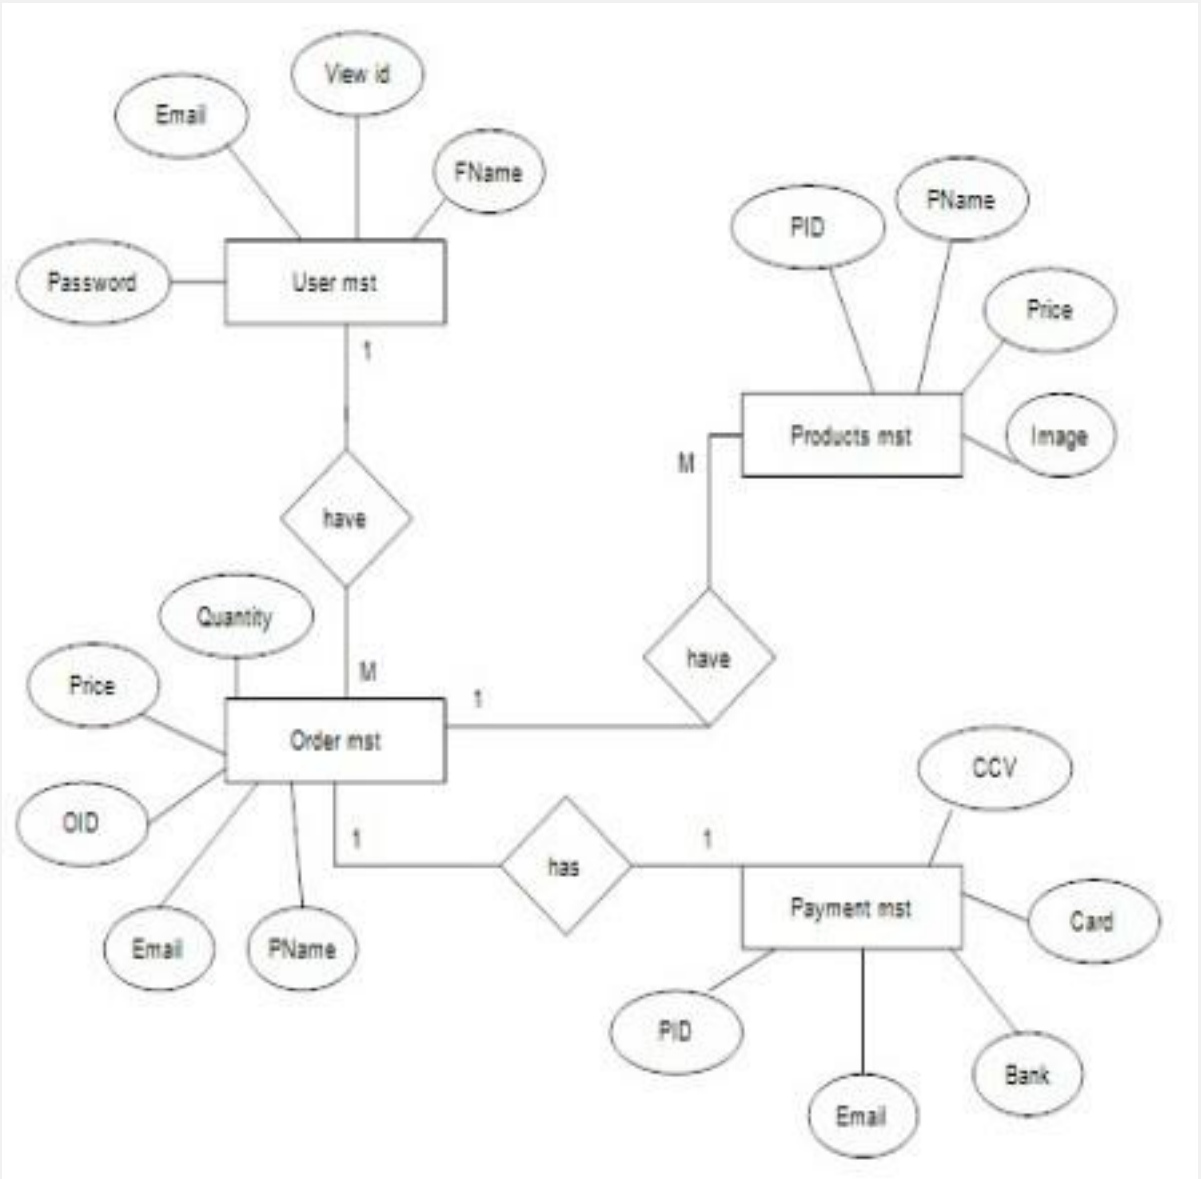 View id
Email
FName
Password
User mst
1
have
M
PID
PName
Price
Image
Products mst
M
have
1
Quantity
Price
OID
Email
PName
Order mst
1
has
1
CCV
Card
Payment mst
PID
Email
Bank